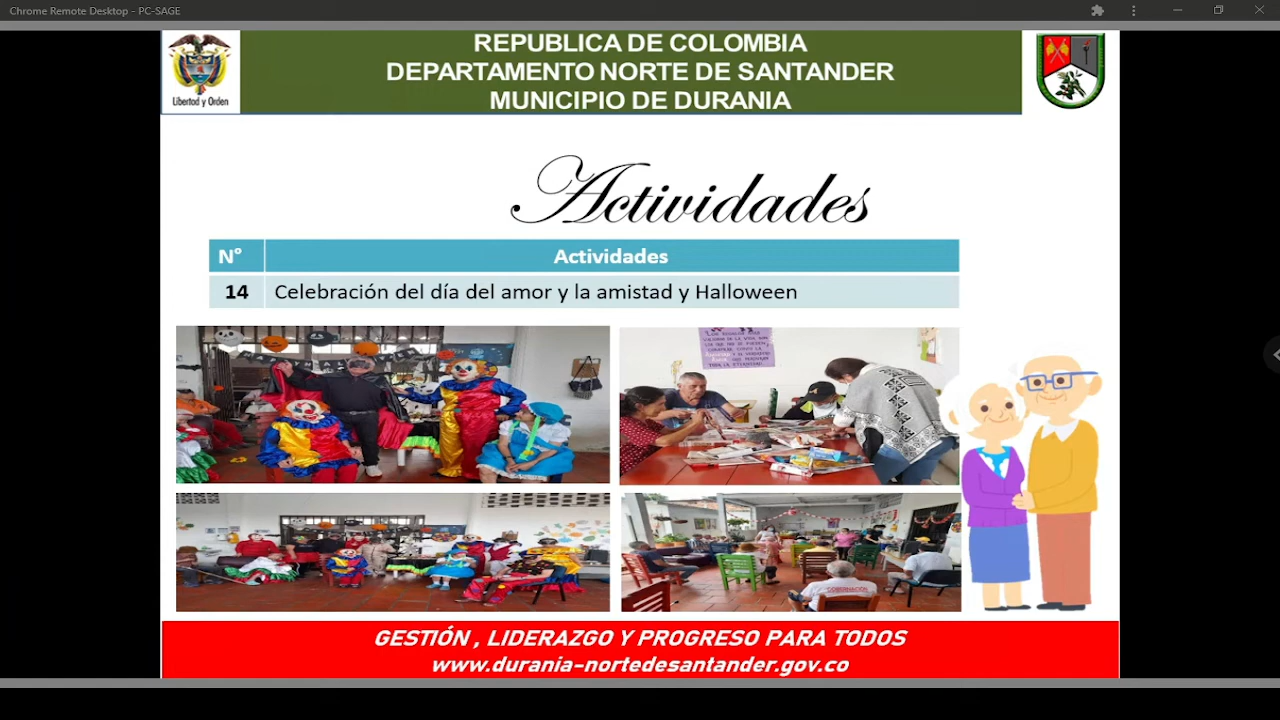 Chrome Remote Desktop - PC-SAGE
REPUBLICA DE COLOMBIA
DEPARTAMENTO NORTE DE SANTANDER
MUNICIPIO DE DURANIA
Libertad y Orden
Actividades
Nº Actividades
14 Celebración del día del amor y la amistad y Halloween
GOBERNACIÓN
GESTIÓN , LIDERAZGO Y PROGRESO PARA TODOS
www.durania-nortedesantander.gov.co